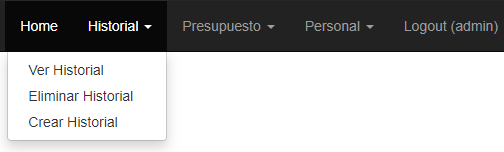 Home Historial Presupuesto Personal Logout (admin)
Ver Historial
Eliminar Historial
Crear Historial